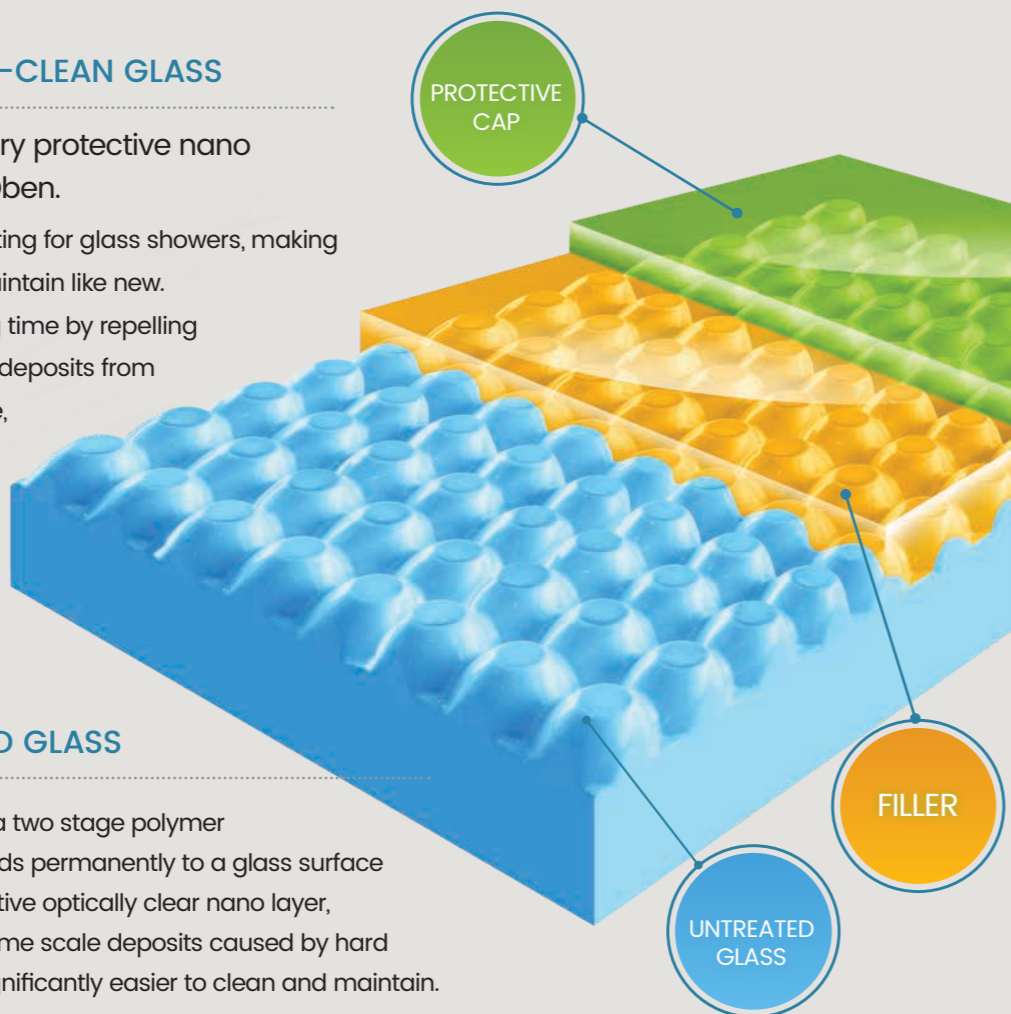 -CLEAN GLASS
ry protective nano
ben.
ting for glass showers, making
intain like new.
time by repelling
deposits from
,
PROTECTIVE
CAP
FILLER
UNTREATED
GLASS
D GLASS
a two stage polymer
ds permanently to a glass surface
tive optically clear nano layer,
me scale deposits caused by hard
gnificantly easier to clean and maintain.